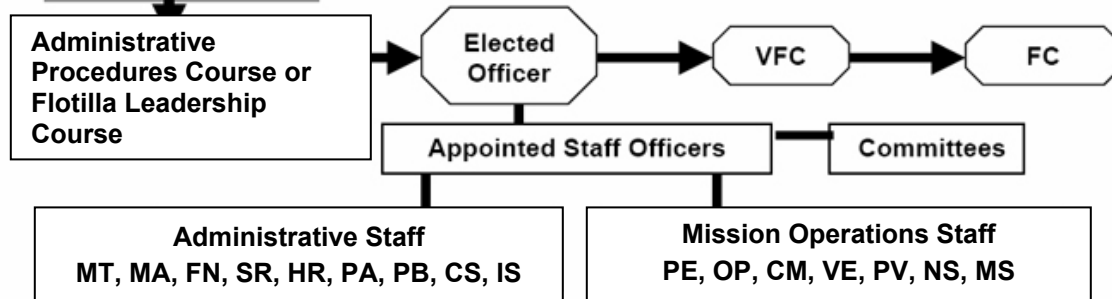 Administrative
Procedures Course or
Flotilla Leadership
Course
Elected
Officer
VFC
FC
Appointed Staff Officers
Committees
Administrative Staff
MT, MA, FN, SR, HR, PA, PB, CS, IS
Mission Operations Staff
PE, OP, CM, VE, PV, NS, MS